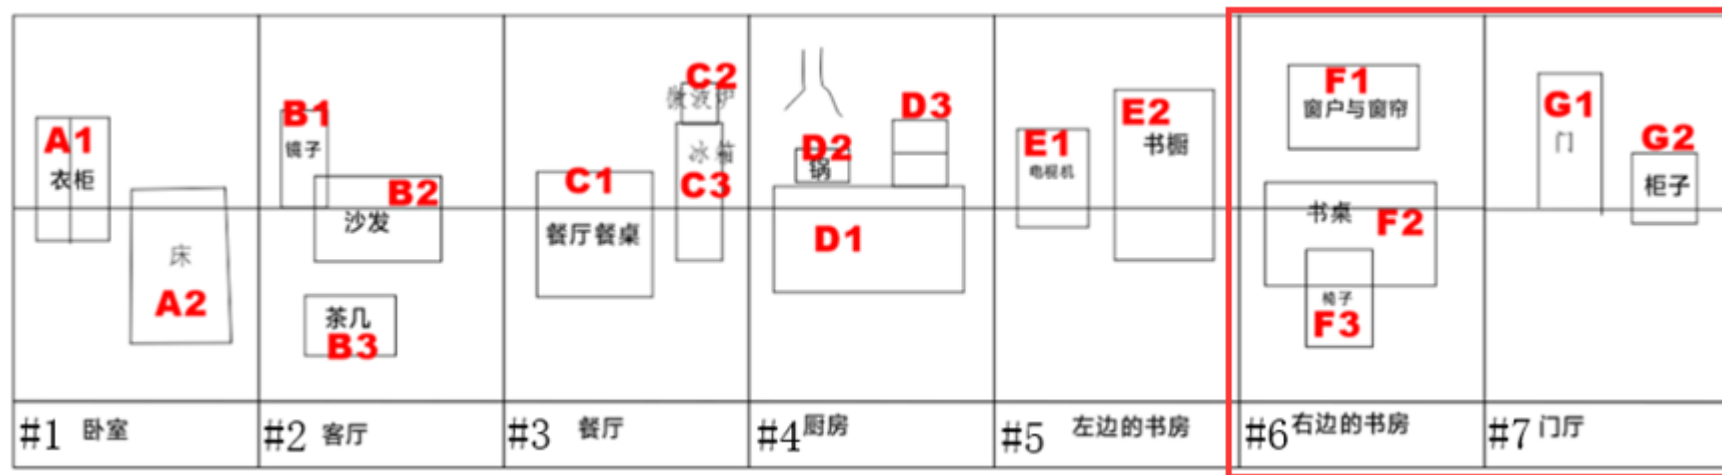 A1
衣柜
床
A2
#1 卧室
B1
镜子
B2
沙发
茶几
B3
#2 客厅
C1
餐厅餐桌
C2
微波炉
冰箱
C3
#3 餐厅
D2
锅
D3
D1
#4 厨房
E1
电视机
E2
书橱
#5 左边的书房
F1
窗户与窗帘
书桌
F2
椅子
F3
#6 右边的书房
G1
门
G2
柜子
#7 门厅